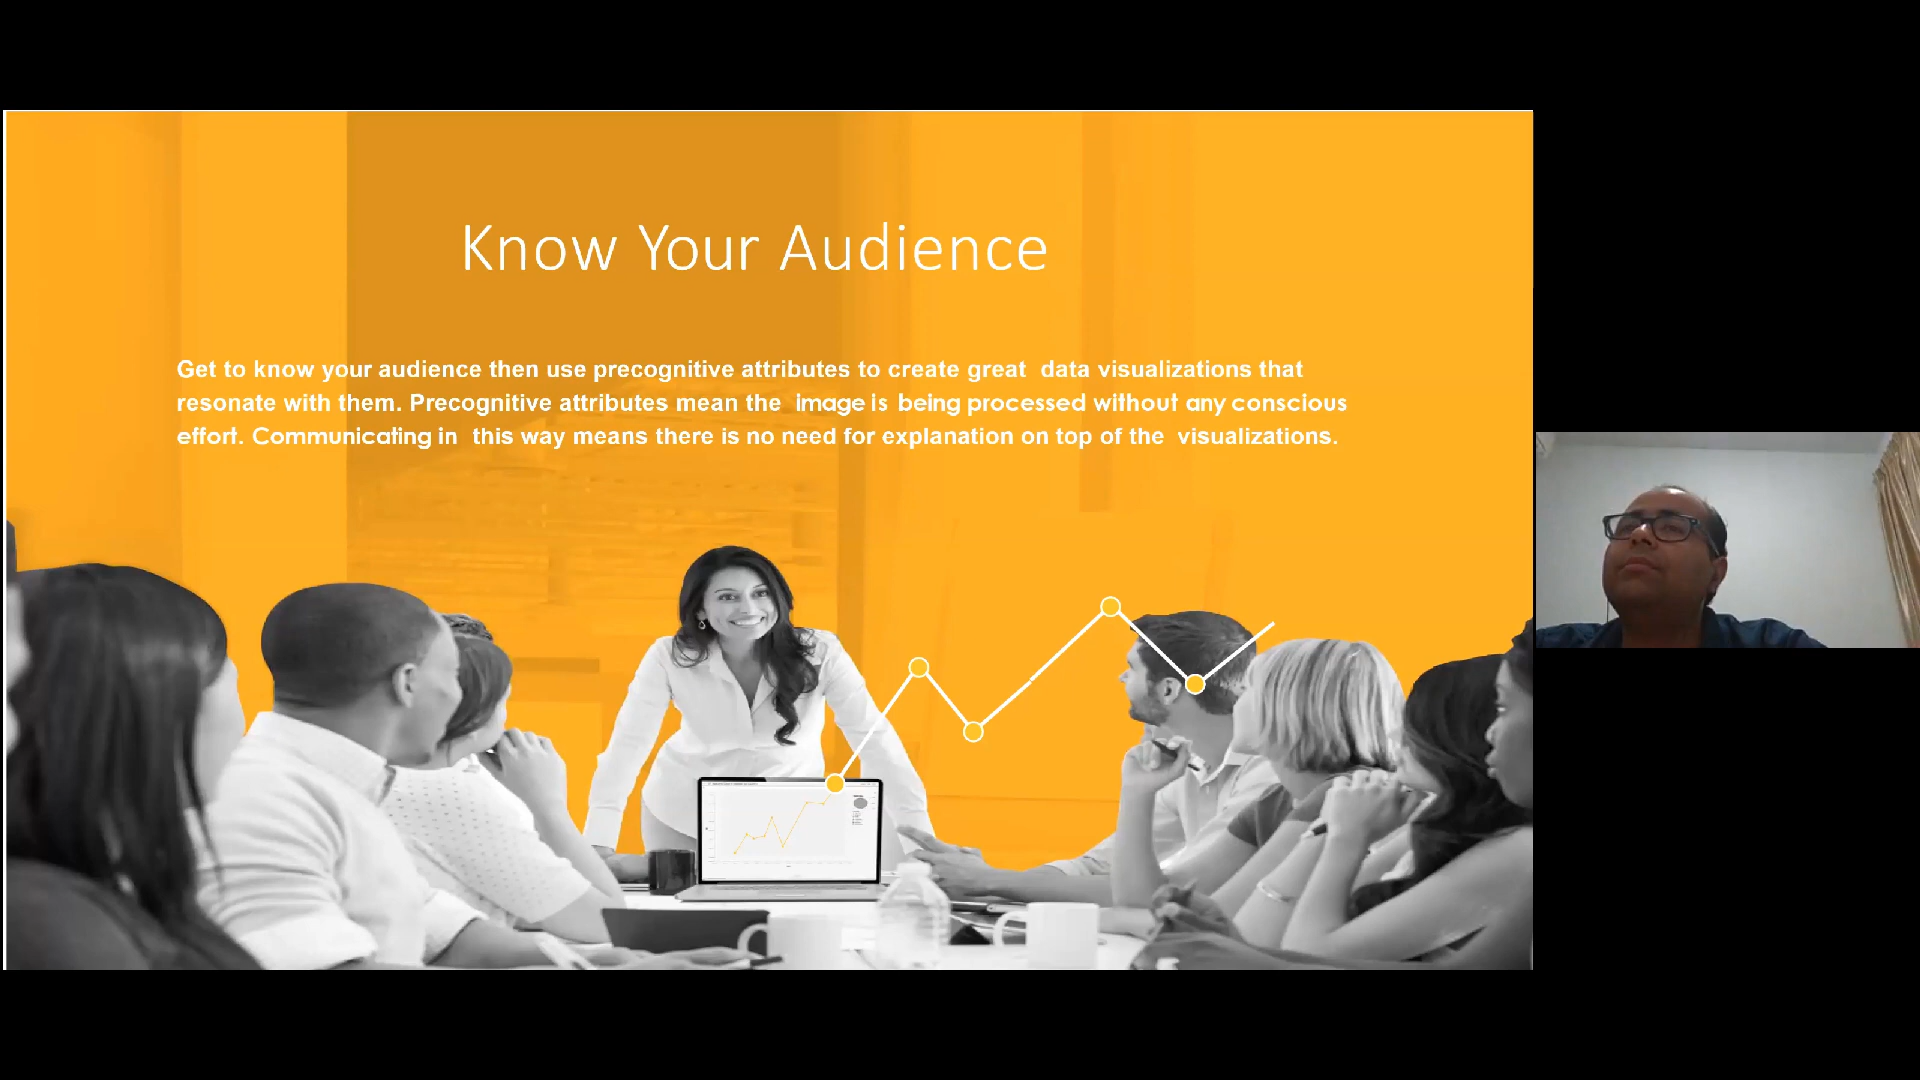 Know Your Audience
Get to know your audience then use precognitive attributes to create great data visualizations that
resonate with them. Precognitive attributes mean the image is being processed without any conscious
effort. Communicating in this way means there is no need for explanation on top of the visualizations.